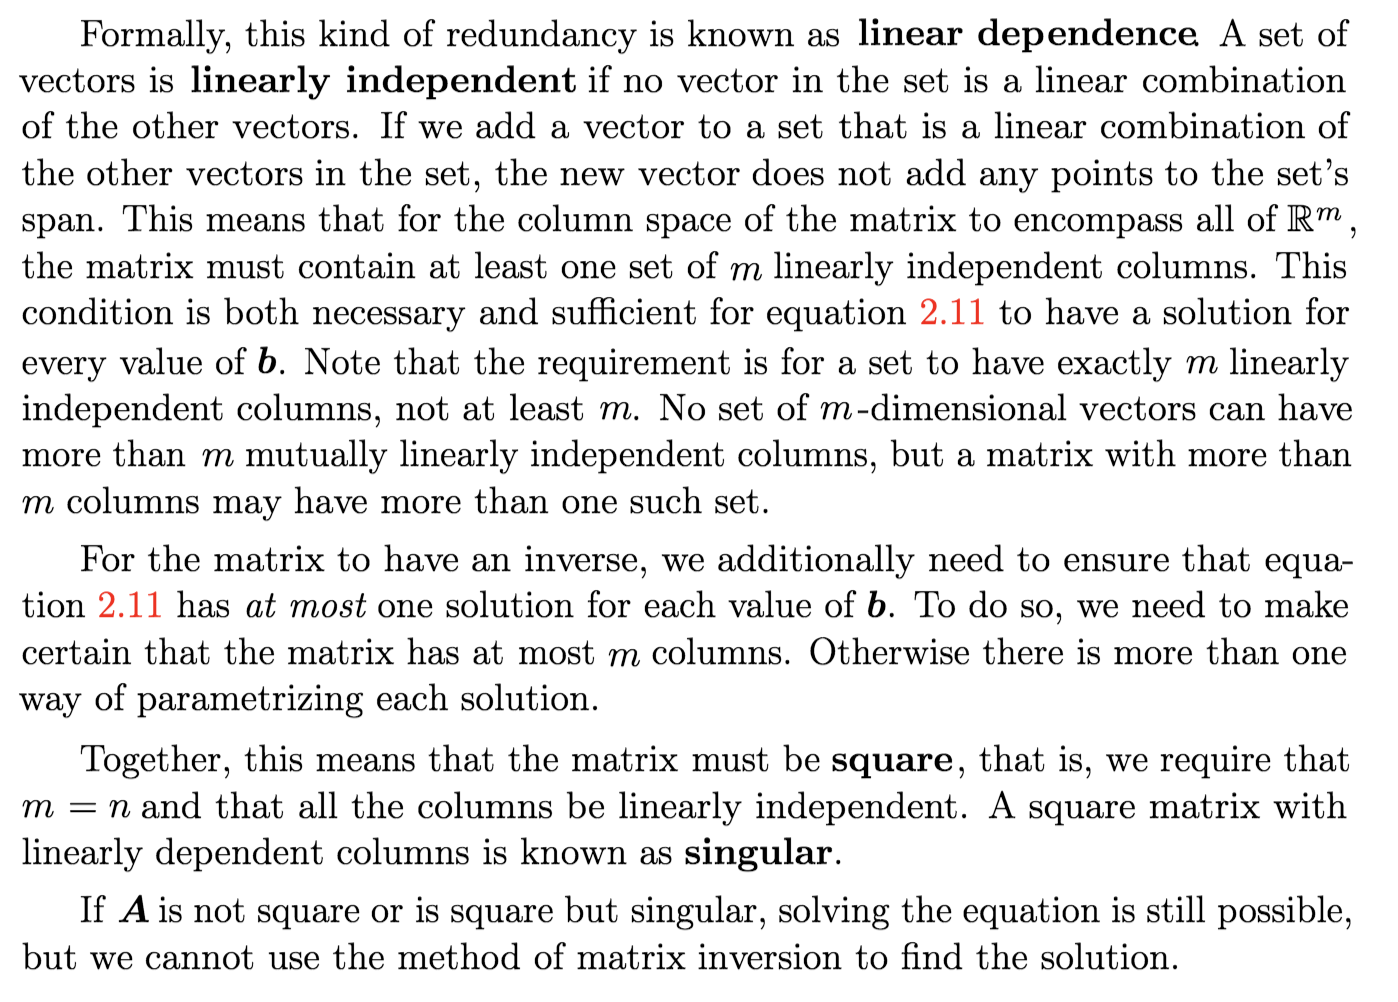 Formally, this kind of redundancy is known as linear dependence. A set of
vectors is linearly independent if no vector in the set is a linear combination
of the other vectors. If we add a vector to a set that is a linear combination of
the other vectors in the set, the new vector does not add any points to the set’s
span. This means that for the column space of the matrix to encompass all of ℝᵐ,
the matrix must contain at least one set of m linearly independent columns. This
condition is both necessary and sufficient for equation 2.11 to have a solution for
every value of b. Note that the requirement is for a set to have exactly m linearly
independent columns, not at least m. No set of m-dimensional vectors can have
more than m mutually linearly independent columns, but a matrix with more than
m columns may have more than one such set.
For the matrix to have an inverse, we additionally need to ensure that equa-
tion 2.11 has at most one solution for each value of b. To do so, we need to make
certain that the matrix has at most m columns. Otherwise there is more than one
way of parametrizing each solution.
Together, this means that the matrix must be square, that is, we require that
m = n and that all the columns be linearly independent. A square matrix with
linearly dependent columns is known as singular.
If A is not square or is square but singular, solving the equation is still possible,
but we cannot use the method of matrix inversion to find the solution.